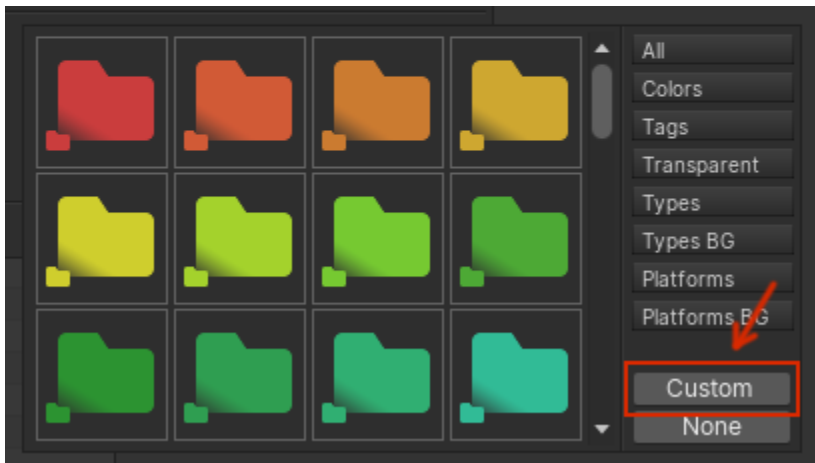 All
Colors
Tags
Transparent
Types
Types BG
Platforms
Platforms BG
Custom
None